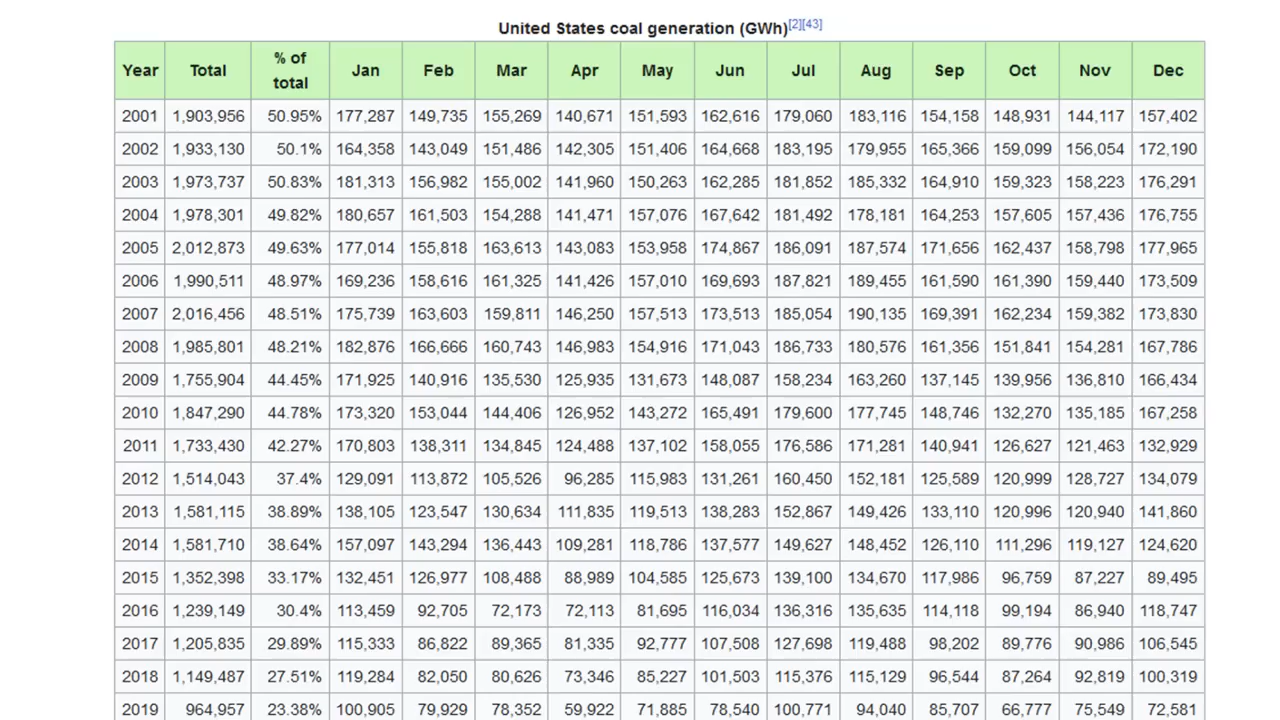 United States coal generation (GWh)[2][43]
Year Total % of total Jan Feb Mar Apr May Jun Jul Aug Sep Oct Nov Dec
2001 1,903,956 50.95% 177,287 149,735 155,269 140,671 151,593 162,616 179,060 183,116 154,158 148,931 144,117 157,402
2002 1,933,130 50.1% 164,358 143,049 151,486 142,305 151,406 164,668 183,195 179,955 165,366 159,099 156,054 172,190
2003 1,973,737 50.83% 181,313 156,982 155,002 141,960 150,263 162,285 181,852 185,332 164,910 159,323 158,223 176,291
2004 1,978,301 49.82% 180,657 161,503 154,288 141,471 157,076 167,642 181,492 178,181 164,253 157,605 157,436 176,755
2005 2,012,873 49.63% 177,014 155,818 163,613 143,083 153,958 174,867 186,091 187,574 171,656 162,437 158,798 177,965
2006 1,990,511 48.97% 169,236 158,616 161,325 141,426 157,010 169,693 187,821 189,455 161,590 161,390 159,440 173,509
2007 2,016,456 48.51% 175,739 163,603 159,811 146,250 157,513 173,513 185,054 190,135 169,391 162,234 159,382 173,830
2008 1,985,801 48.21% 182,876 166,666 160,743 146,983 154,916 171,043 186,733 180,576 161,356 151,841 154,281 167,786
2009 1,755,904 44.45% 171,925 140,916 135,530 125,935 131,673 148,087 158,234 163,260 137,145 139,956 136,810 166,434
2010 1,847,290 44.78% 173,320 153,044 144,406 126,952 143,272 165,491 179,600 177,745 148,746 132,270 135,185 167,258
2011 1,733,430 42.27% 170,803 138,311 134,845 124,488 137,102 158,055 176,586 171,281 140,941 126,627 121,463 132,929
2012 1,514,043 37.4% 129,091 113,872 105,526 96,285 115,983 131,261 160,450 152,181 125,589 120,999 128,727 134,079
2013 1,581,115 38.89% 138,105 123,547 130,634 111,835 119,513 138,283 152,867 149,426 133,110 120,996 120,940 141,860
2014 1,581,710 38.64% 157,097 143,294 136,443 109,281 118,786 137,577 149,627 148,452 126,110 111,296 119,127 124,620
2015 1,352,398 33.17% 132,451 126,977 108,488 88,989 104,585 125,673 139,100 134,670 117,986 96,759 87,227 89,495
2016 1,239,149 30.4% 113,459 92,705 72,173 72,113 81,695 116,034 136,316 135,635 114,118 99,194 86,940 118,747
2017 1,205,835 29.89% 115,333 86,822 89,365 81,335 92,777 107,508 127,698 119,488 98,202 89,776 90,986 106,545
2018 1,149,487 27.51% 119,284 82,050 80,626 73,346 85,227 101,503 115,376 115,129 96,544 87,264 92,819 100,319
2019 964,957 23.38% 100,905 79,929 78,352 59,922 71,885 78,540 100,771 94,040 85,707 66,777 75,549 72,581